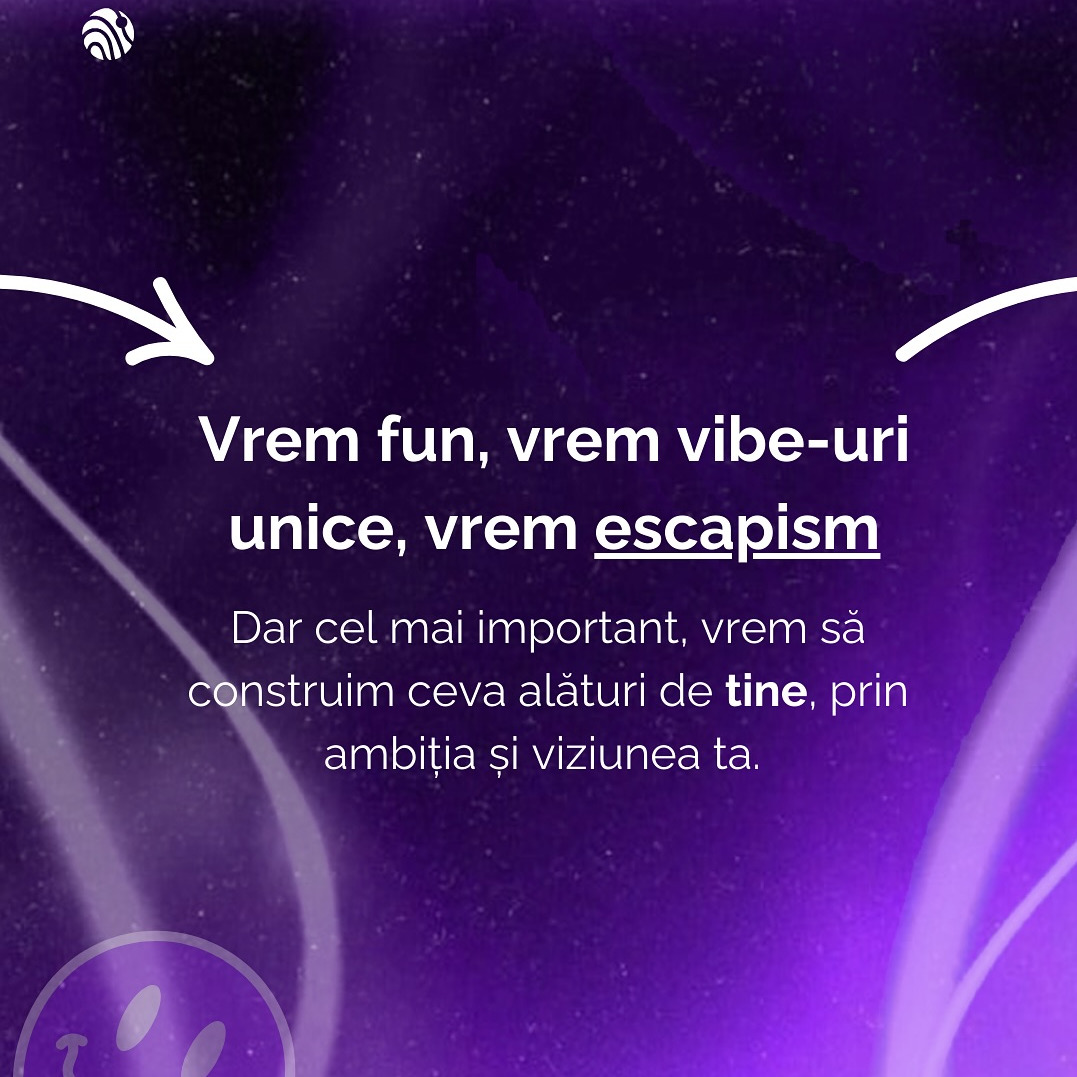 Vrem fun, vrem vibe-uri
unice, vrem escapism
Dar cel mai important, vrem să
construim ceva alături de tine, prin
ambiția și viziunea ta.